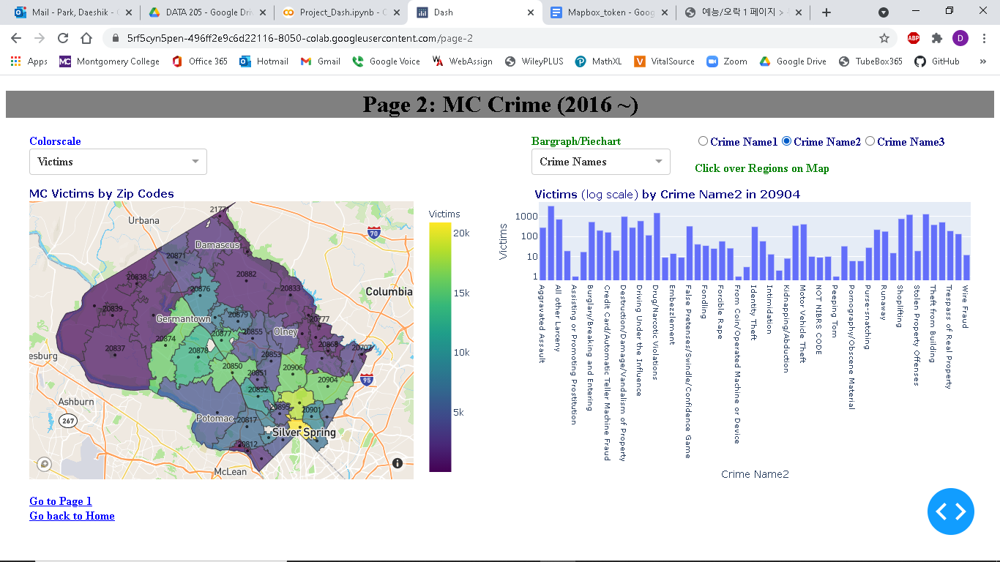 Mail - Park, Daeshik - C
DATA 205 - Google Dri
Project_Dash.ipynb - C
Dash
Mapbox_token - Goog
예능/오락 1 페이지 >
5rf5cyn5pen-496ff2e9c6d22116-8050-colab.googleusercontent.com/page-2
ABP
D
Apps
MC
Montgomery College
Office 365
Hotmail
Gmail
Google Voice
WebAssign
WileyPLUS
MathXL
VitalSource
Zoom
Google Drive
TubeBox365
GitHub
»
Page 2: MC Crime (2016 ~)
Colorscale
Victims
Bargraph/Piechart
Crime Names
Crime Name1
Crime Name2
Crime Name3
Click over Regions on Map
MC Victims by Zip Codes
Urbana
21771
70
Damascus
20871
20838
20882
20876
20833
Columbia
20839
Germantown
20879
20777
20877
20855
Olney
20874
20868
20837
20878
20853
20707
esburg
20850
20906
20851
95
20904
20852
Ashburn
20895
20901
267
Potomac
20817
Silver Spring
20812
McLean
Victims
20k
15k
10k
5k
Victims (log scale) by Crime Name2 in 20904
Victims
1000
100
10
1
Aggravated Assault
All other Larceny
Assisting or Promoting Prostitution
Burglary/Breaking and Entering
Credit Card/Automatic Teller Machine Fraud
Destruction/Damage/Vandalism of Property
Driving Under the Influence
Drug/Narcotic Violations
Embezzlement
False Pretenses/Swindle/Confidence Game
Fondling
Forcible Rape
From Coin/Operated Machine or Device
Identity Theft
Intimidation
Kidnapping/Abduction
Motor Vehicle Theft
NOT NIBRS CODE
Peeping Tom
Pornography/Obscene Material
Purse-snatching
Runaway
Shoplifting
Stolen Property Offenses
Theft from Building
Trespass of Real Property
Wire Fraud
Crime Name2
Go to Page 1
Go back to Home